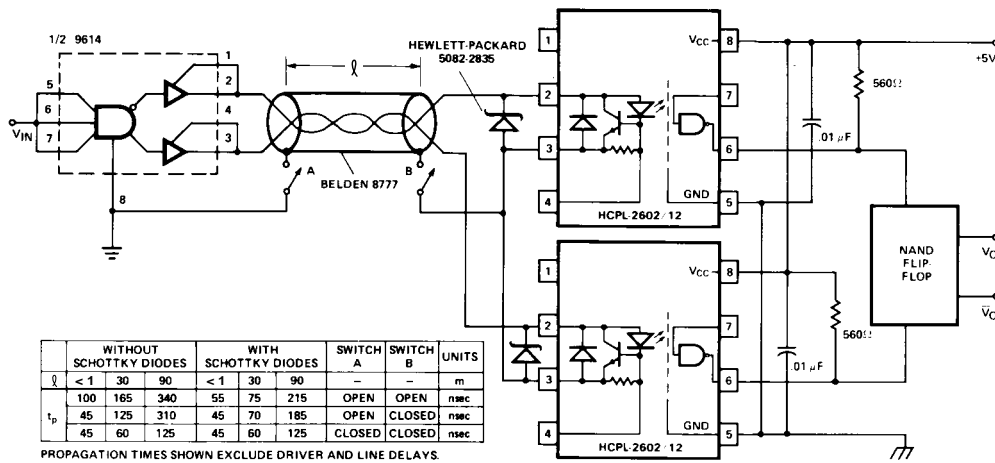 1/2 9614
1
2
4
3
5
6
7
VIN
8
ℓ
A
B
BELDEN 8777
HEWLETT-PACKARD
5082-2835
1
2
3
4
VCC
8
7
6
GND
5
HCPL-2602/12
+5V
560Ω
.01 μF
1
2
3
4
VCC
8
7
6
GND
5
HCPL-2602/12
560Ω
.01 μF
NAND
FLIP-
FLOP
WITHOUT SCHOTTKY DIODES WITH SCHOTTKY DIODES SWITCH A SWITCH B UNITS
ℓ < 1 30 90 < 1 30 90 – – m
tp 100 165 340 55 75 215 OPEN OPEN nsec
45 125 310 45 70 185 OPEN CLOSED nsec
45 60 125 45 60 125 CLOSED CLOSED nsec
PROPAGATION TIMES SHOWN EXCLUDE DRIVER AND LINE DELAYS.